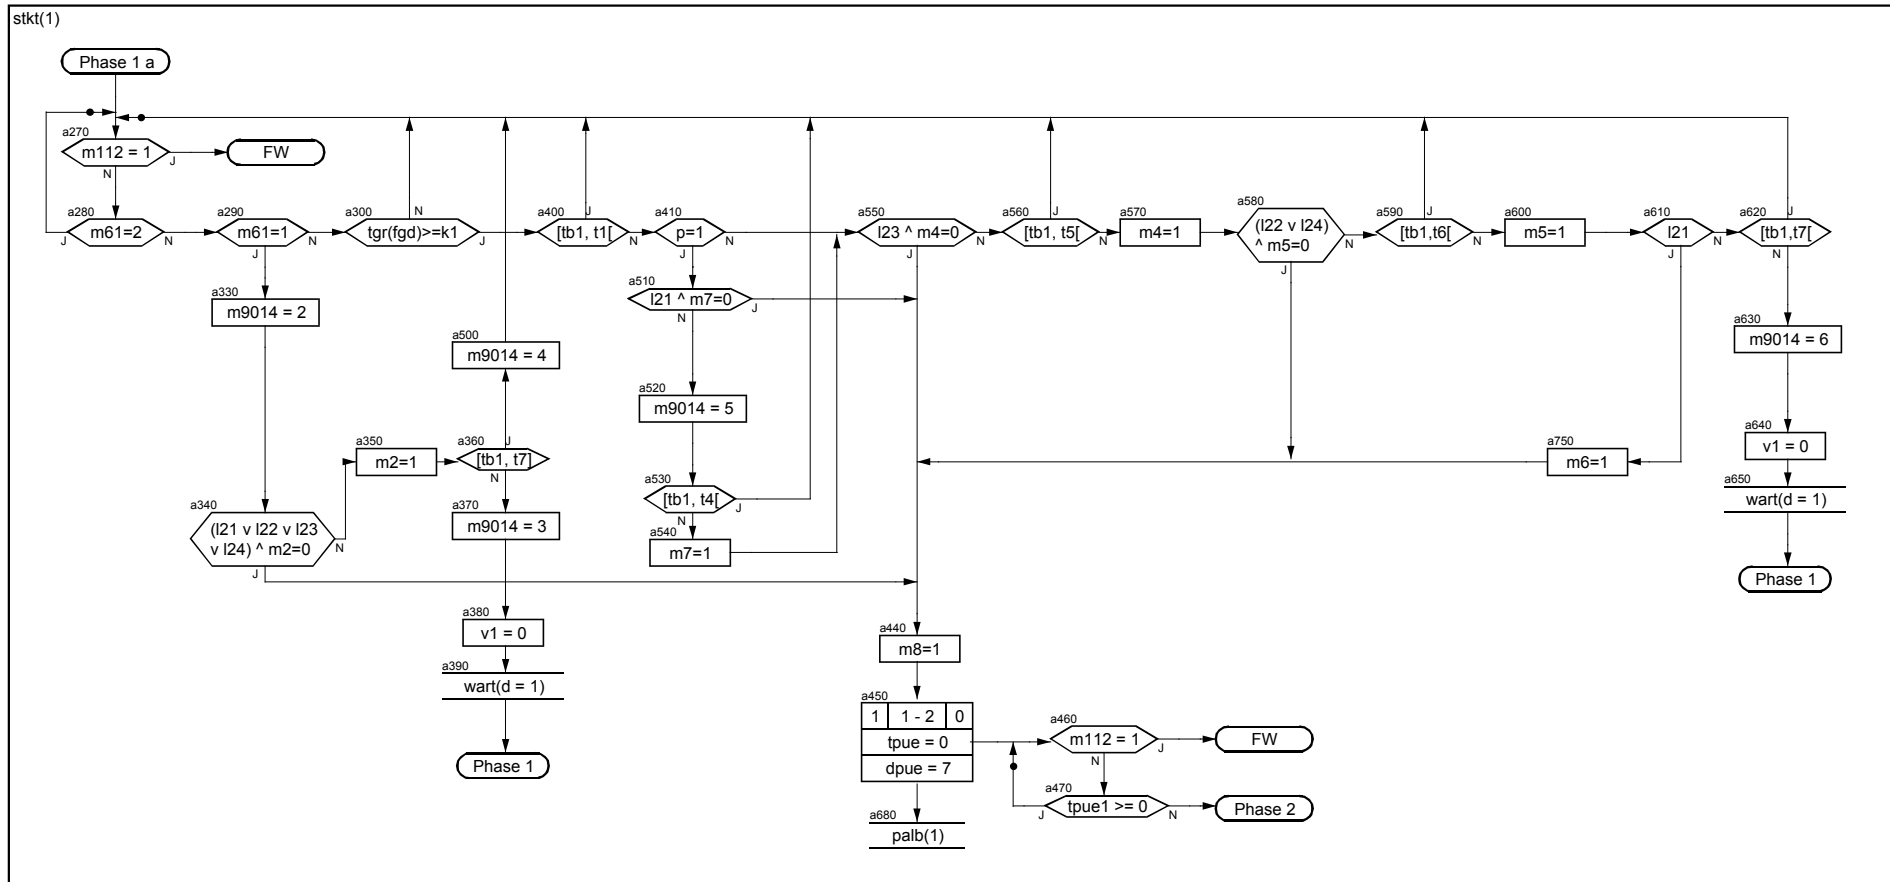 stkt(1)
Phase 1 a
a270
m112 = 1
J
N
FW
a280
m61=2
J
N
a290
m61=1
N
J
a300
N
tgr(fgd)>=k1
J
a400
J
[tb1, t1[
N
a410
p=1
N
J
a550
l23 ^ m4=0
N
J
a560
J
[tb1, t5[
N
a570
m4=1
a580
(l22 v l24)
^ m5=0
N
J
a590
J
[tb1,t6[
N
a600
m5=1
a610
l21
N
J
a620
J
[tb1,t7[
N
a330
m9014 = 2
a510
l21 ^ m7=0
J
N
a500
m9014 = 4
a630
m9014 = 6
a520
m9014 = 5
a350
m2=1
a360
J
[tb1, t7]
N
a750
m6=1
a640
v1 = 0
a340
(l21 v l22 v l23
v l24) ^ m2=0
N
J
a370
m9014 = 3
a530
[tb1, t4[
J
N
a540
m7=1
a650
wart(d = 1)
Phase 1
a380
v1 = 0
a390
wart(d = 1)
Phase 1
a440
m8=1
a450
1 1 - 2 0
tpue = 0
dpue = 7
a460
m112 = 1
J
N
FW
a470
tpue1 >= 0
J
N
Phase 2
a680
palb(1)